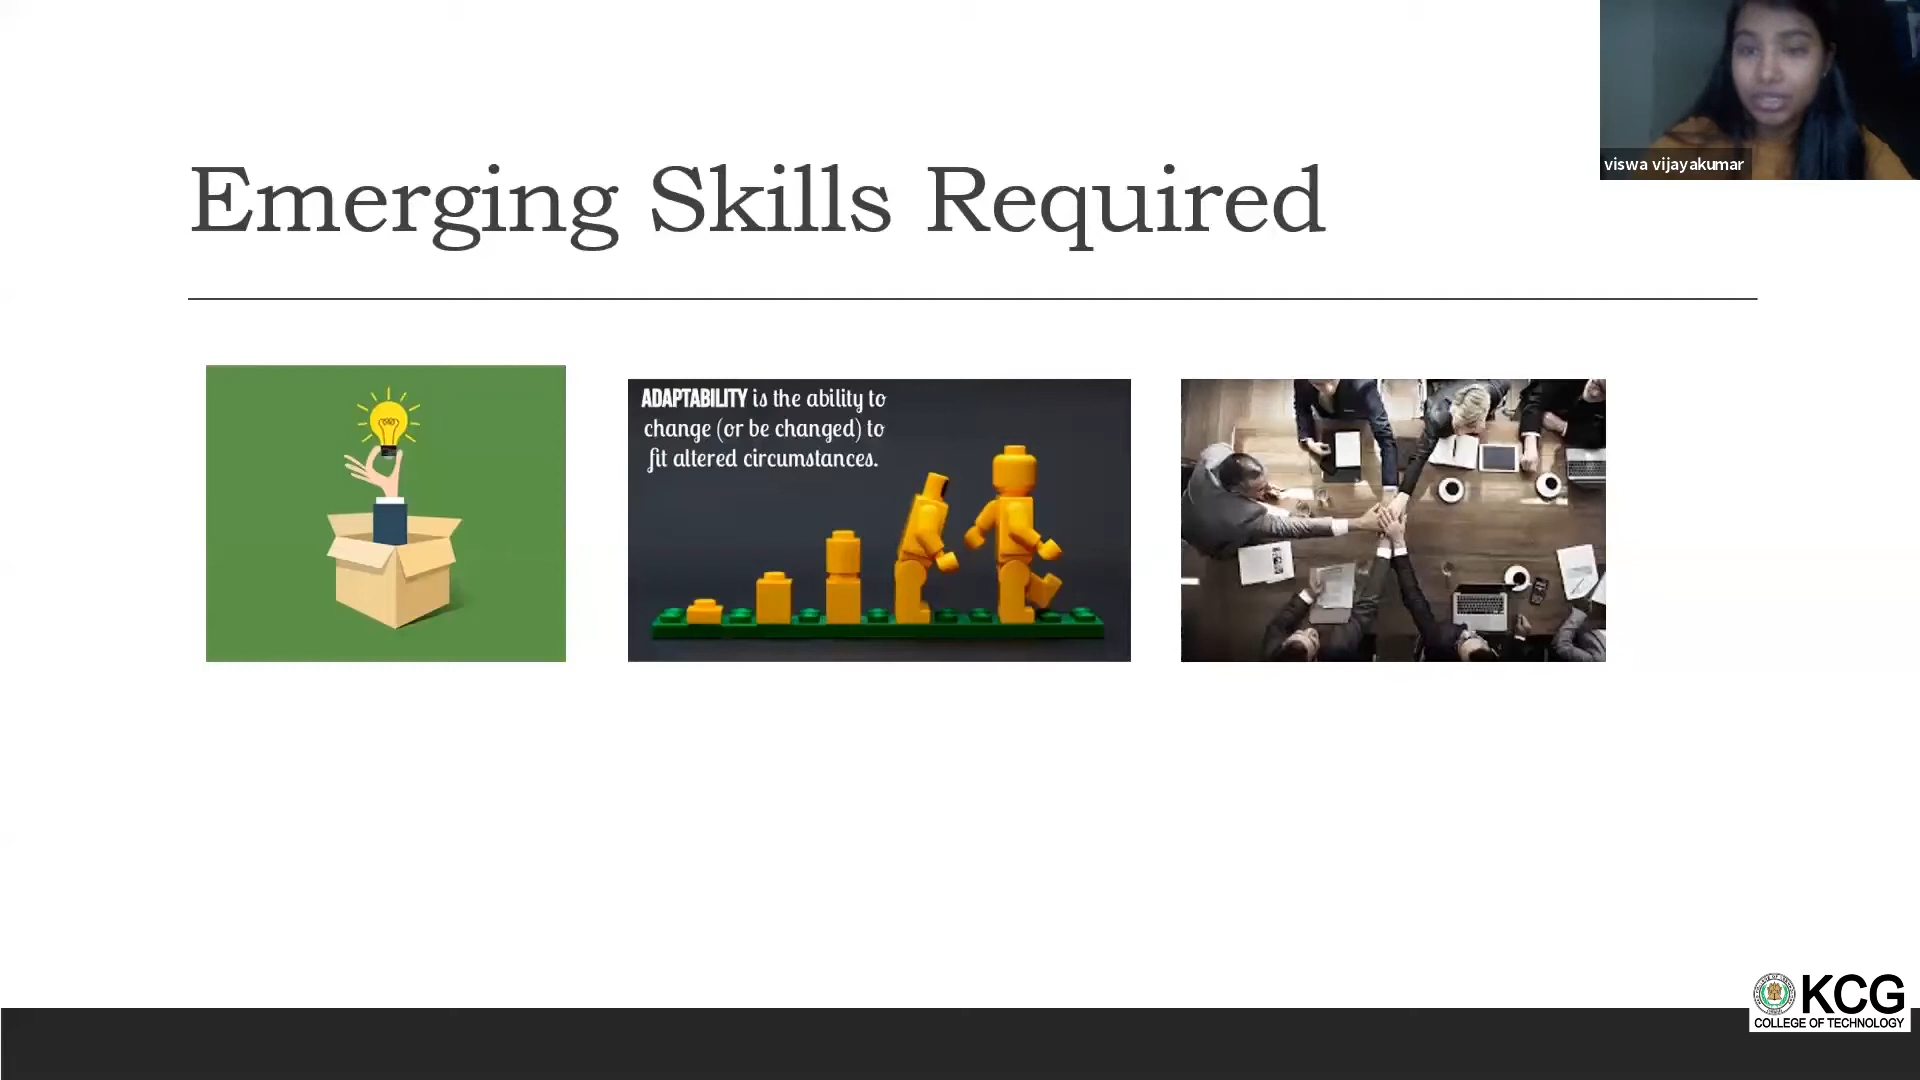 viswa vijayakumar
Emerging Skills Required
ADAPTABILITY is the ability to
change (or be changed) to
fit altered circumstances.
KCG
COLLEGE OF TECHNOLOGY